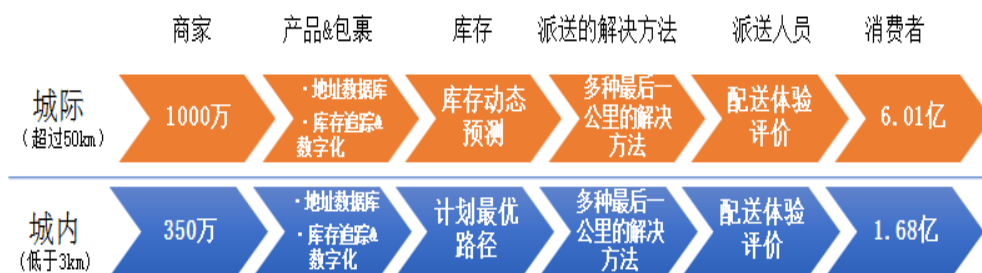 商家 产品&包裹 库存 派送的解决方法 派送人员 消费者
城际
(超过50km)
1000万
·地址数据库
·库存追踪&
数字化
库存动态
预测
多种最后一
公里的解决
方法
配送体验
评价
6.01亿
城内
(低于3km)
350万
·地址数据库
·库存追踪&
数字化
计划最优
路径
多种最后一
公里的解决
方法
配送体验
评价
1.68亿